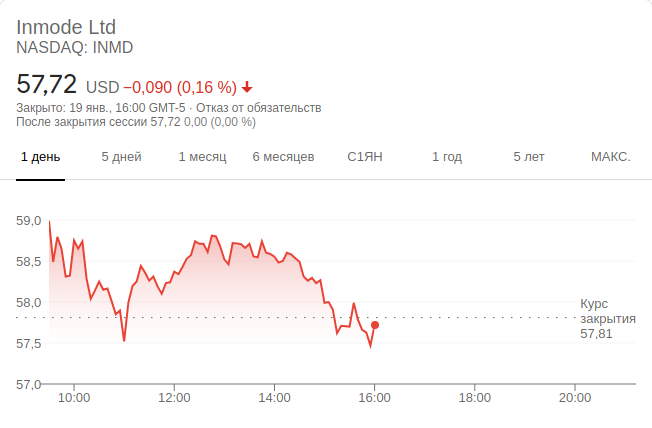 Inmode Ltd
NASDAQ: INMD
57,72 USD −0,090 (0,16 %)
Закрыто: 19 янв., 16:00 GMT-5 · Отказ от обязательств
После закрытия сессии 57,72 0,00 (0,00 %)
1 день 5 дней 1 месяц 6 месяцев С1ЯН 1 год 5 лет МАКС.
59,0
58,5
58,0
Курс
закрытия
57,81
57,5
57,0
10:00 12:00 14:00 16:00 18:00 20:00